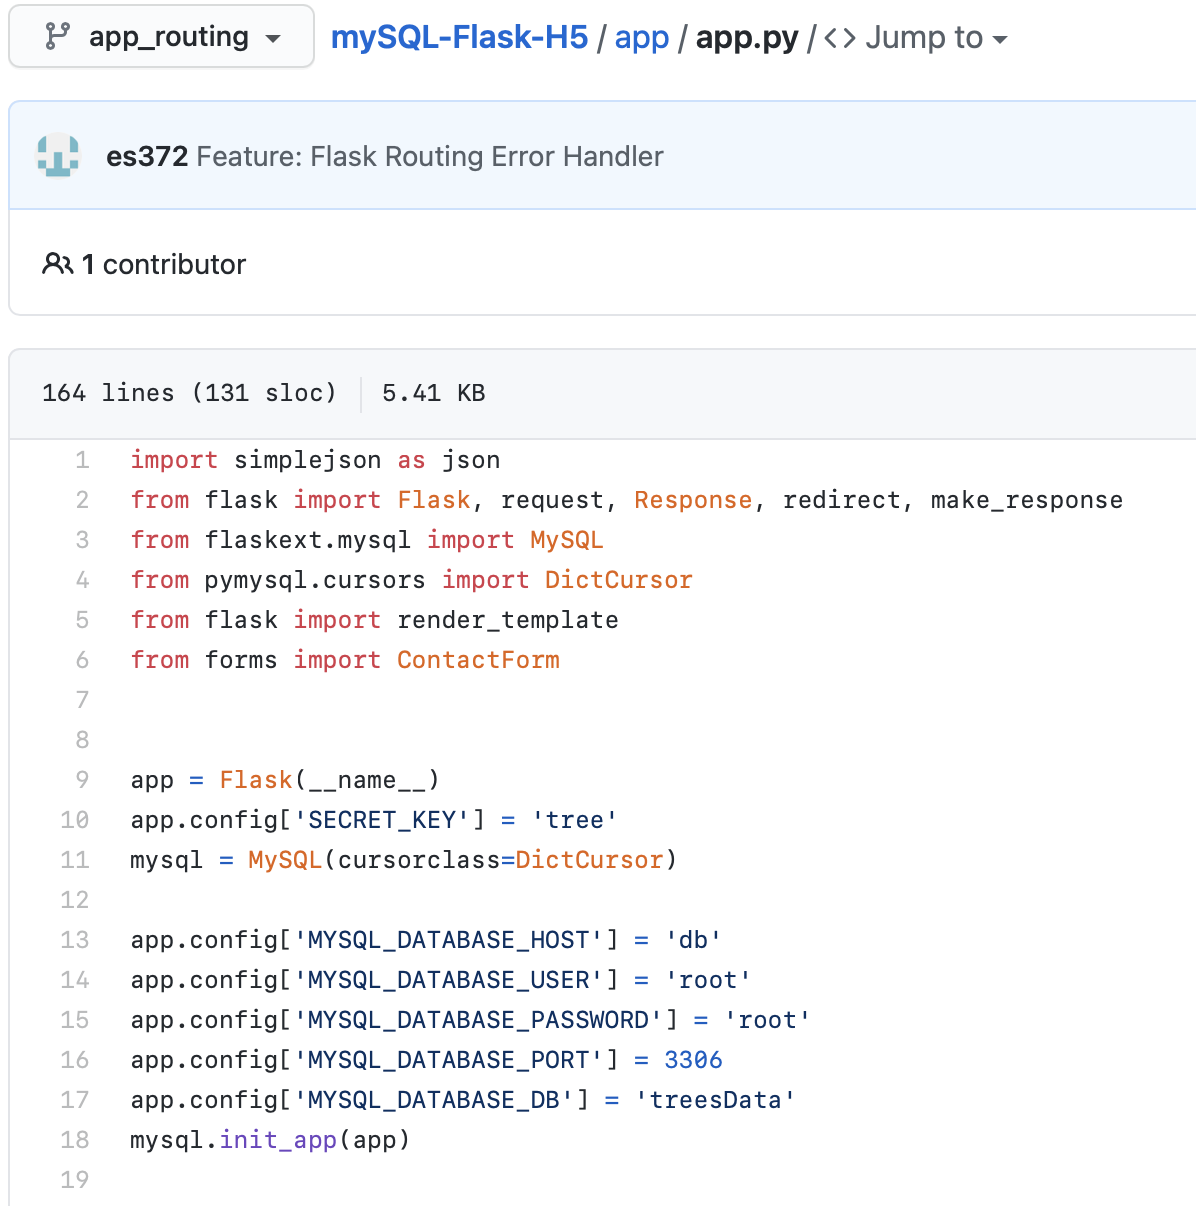 app_routing mySQL-Flask-H5 / app / app.py / <> Jump to
es372 Feature: Flask Routing Error Handler
1 contributor
164 lines (131 sloc) 5.41 KB
1 import simplejson as json
2 from flask import Flask, request, Response, redirect, make_response
3 from flaskext.mysql import MySQL
4 from pymysql.cursors import DictCursor
5 from flask import render_template
6 from forms import ContactForm
7
8
9 app = Flask(__name__)
10 app.config['SECRET_KEY'] = 'tree'
11 mysql = MySQL(cursorclass=DictCursor)
12
13 app.config['MYSQL_DATABASE_HOST'] = 'db'
14 app.config['MYSQL_DATABASE_USER'] = 'root'
15 app.config['MYSQL_DATABASE_PASSWORD'] = 'root'
16 app.config['MYSQL_DATABASE_PORT'] = 3306
17 app.config['MYSQL_DATABASE_DB'] = 'treesData'
18 mysql.init_app(app)
19